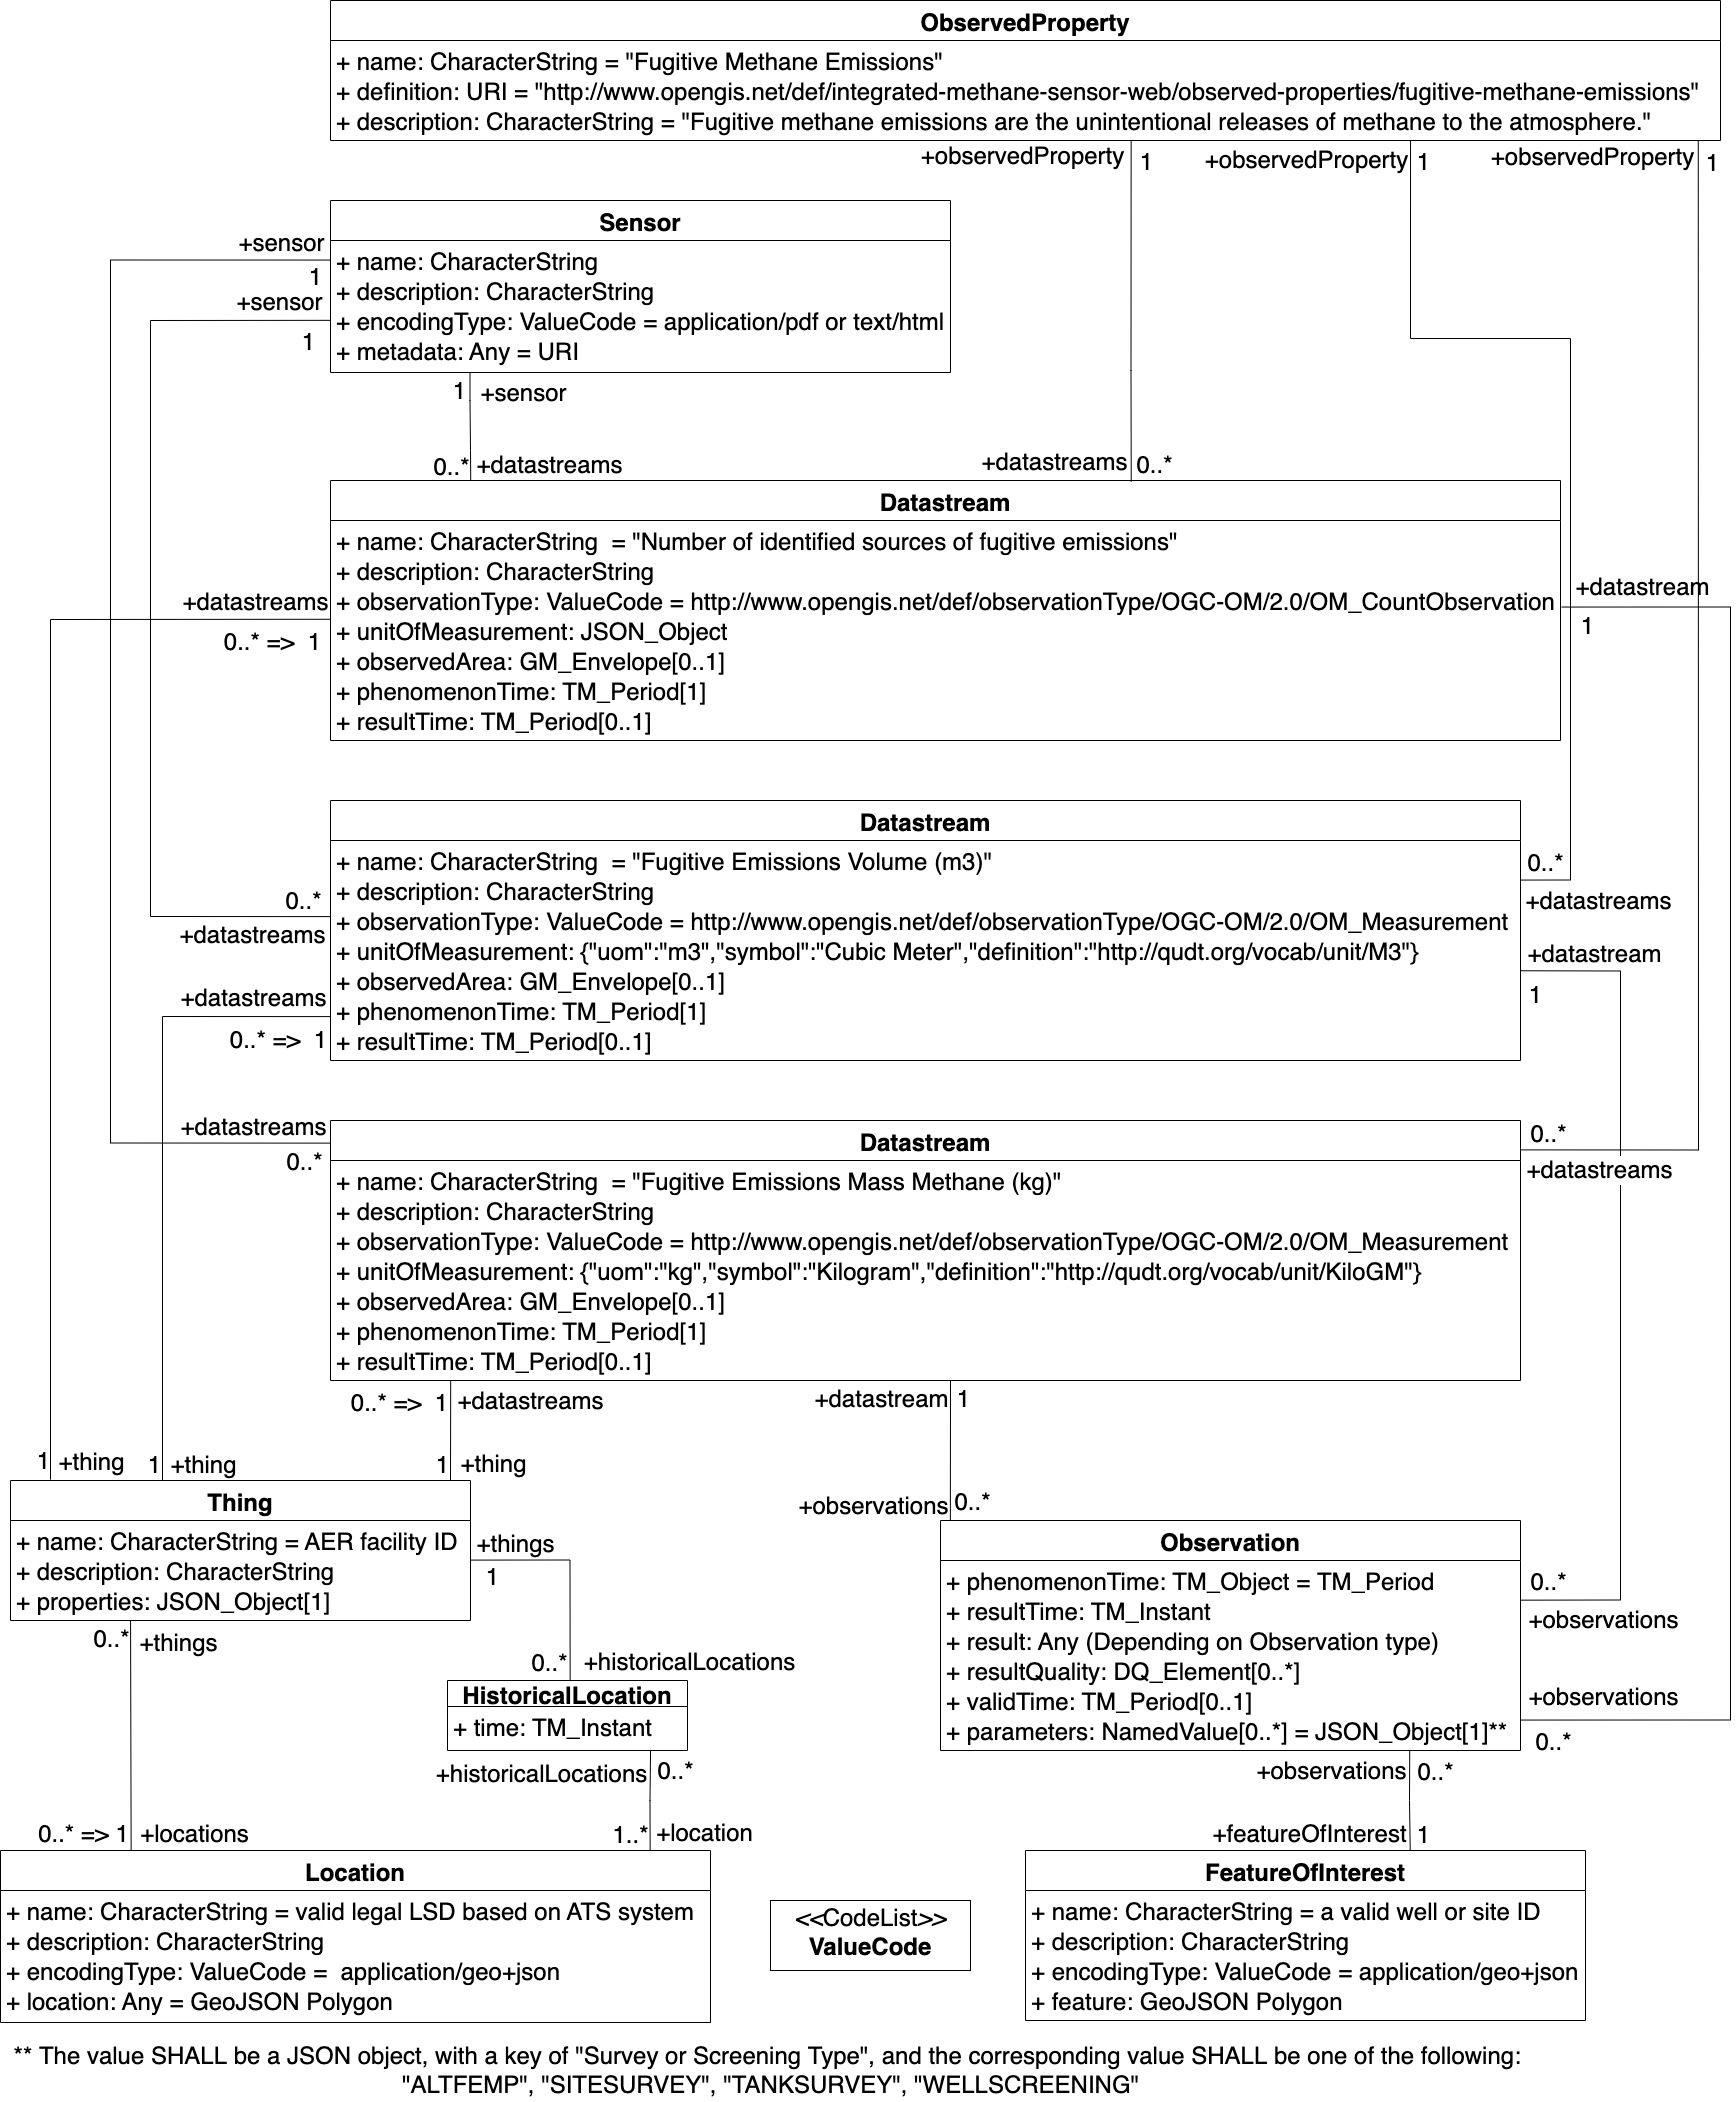 ObservedProperty
+ name: CharacterString = "Fugitive Methane Emissions"
+ definition: URI = "http://www.opengis.net/def/integrated-methane-sensor-web/observed-properties/fugitive-methane-emissions"
+ description: CharacterString = "Fugitive methane emissions are the unintentional releases of methane to the atmosphere."
+observedProperty 1
+observedProperty 1
+observedProperty 1
Sensor
+ name: CharacterString
+ description: CharacterString
+ encodingType: ValueCode = application/pdf or text/html
+ metadata: Any = URI
+sensor
1
+sensor
1
1 +sensor
0..* +datastreams
+datastreams 0..*
Datastream
+ name: CharacterString  = "Number of identified sources of fugitive emissions"
+ description: CharacterString
+ observationType: ValueCode = http://www.opengis.net/def/observationType/OGC-OM/2.0/OM_CountObservation
+ unitOfMeasurement: JSON_Object
+ observedArea: GM_Envelope[0..1]
+ phenomenonTime: TM_Period[1]
+ resultTime: TM_Period[0..1]
+datastreams
0..* =>  1
+datastream
1
Datastream
+ name: CharacterString  = "Fugitive Emissions Volume (m3)"
+ description: CharacterString
+ observationType: ValueCode = http://www.opengis.net/def/observationType/OGC-OM/2.0/OM_Measurement
+ unitOfMeasurement: {"uom":"m3","symbol":"Cubic Meter","definition":"http://qudt.org/vocab/unit/M3"}
+ observedArea: GM_Envelope[0..1]
+ phenomenonTime: TM_Period[1]
+ resultTime: TM_Period[0..1]
0..*
+datastreams
+datastreams
0..* =>  1
0..*
+datastreams
+datastream
1
Datastream
+ name: CharacterString  = "Fugitive Emissions Mass Methane (kg)"
+ description: CharacterString
+ observationType: ValueCode = http://www.opengis.net/def/observationType/OGC-OM/2.0/OM_Measurement
+ unitOfMeasurement: {"uom":"kg","symbol":"Kilogram","definition":"http://qudt.org/vocab/unit/KiloGM"}
+ observedArea: GM_Envelope[0..1]
+ phenomenonTime: TM_Period[1]
+ resultTime: TM_Period[0..1]
+datastreams
0..*
0..*
+datastreams
0..* =>  1 +datastreams
+datastream 1
1 +thing
1 +thing
1 +thing
+observations 0..*
Thing
+ name: CharacterString = AER facility ID
+ description: CharacterString
+ properties: JSON_Object[1]
+things
1
0..* +things
0..* +historicalLocations
HistoricalLocation
+ time: TM_Instant
+historicalLocations 0..*
Observation
+ phenomenonTime: TM_Object = TM_Period
+ resultTime: TM_Instant
+ result: Any (Depending on Observation type)
+ resultQuality: DQ_Element[0..*]
+ validTime: TM_Period[0..1]
+ parameters: NamedValue[0..*] = JSON_Object[1]**
0..*
+observations
+observations
0..*
+observations 0..*
0..* => 1 +locations
1..* +location
+featureOfInterest 1
Location
+ name: CharacterString = valid legal LSD based on ATS system
+ description: CharacterString
+ encodingType: ValueCode =  application/geo+json
+ location: Any = GeoJSON Polygon
<<CodeList>>
ValueCode
FeatureOfInterest
+ name: CharacterString = a valid well or site ID
+ description: CharacterString
+ encodingType: ValueCode = application/geo+json
+ feature: GeoJSON Polygon
** The value SHALL be a JSON object, with a key of "Survey or Screening Type", and the corresponding value SHALL be one of the following:
"ALTFEMP", "SITESURVEY", "TANKSURVEY", "WELLSCREENING"